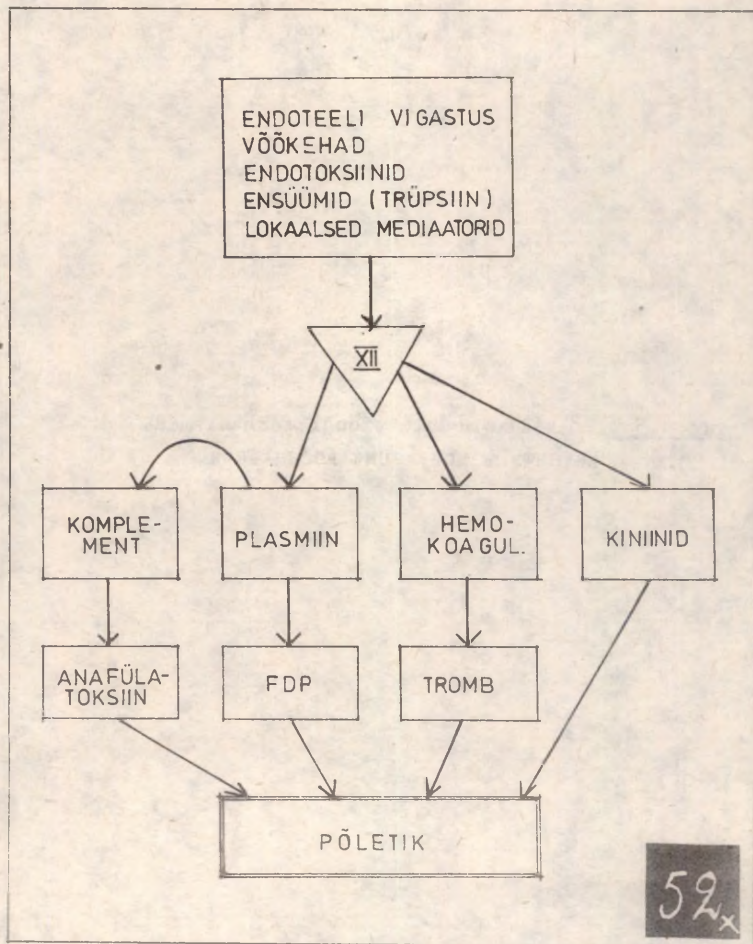 ENDOTEELI VIGASTUS
VÕÕKEHAD
ENDOTOKSIINID
ENSÜÜMID (TRÜPSIIN)
LOKAALSED MEDIAATORID
XII
KOMPLE-
MENT
PLASMIIN
HEMO-
KOAGUL.
KINIINID
ANAFÜLA-
TOKSIIN
FDP
TROMB
PÕLETIK
52x